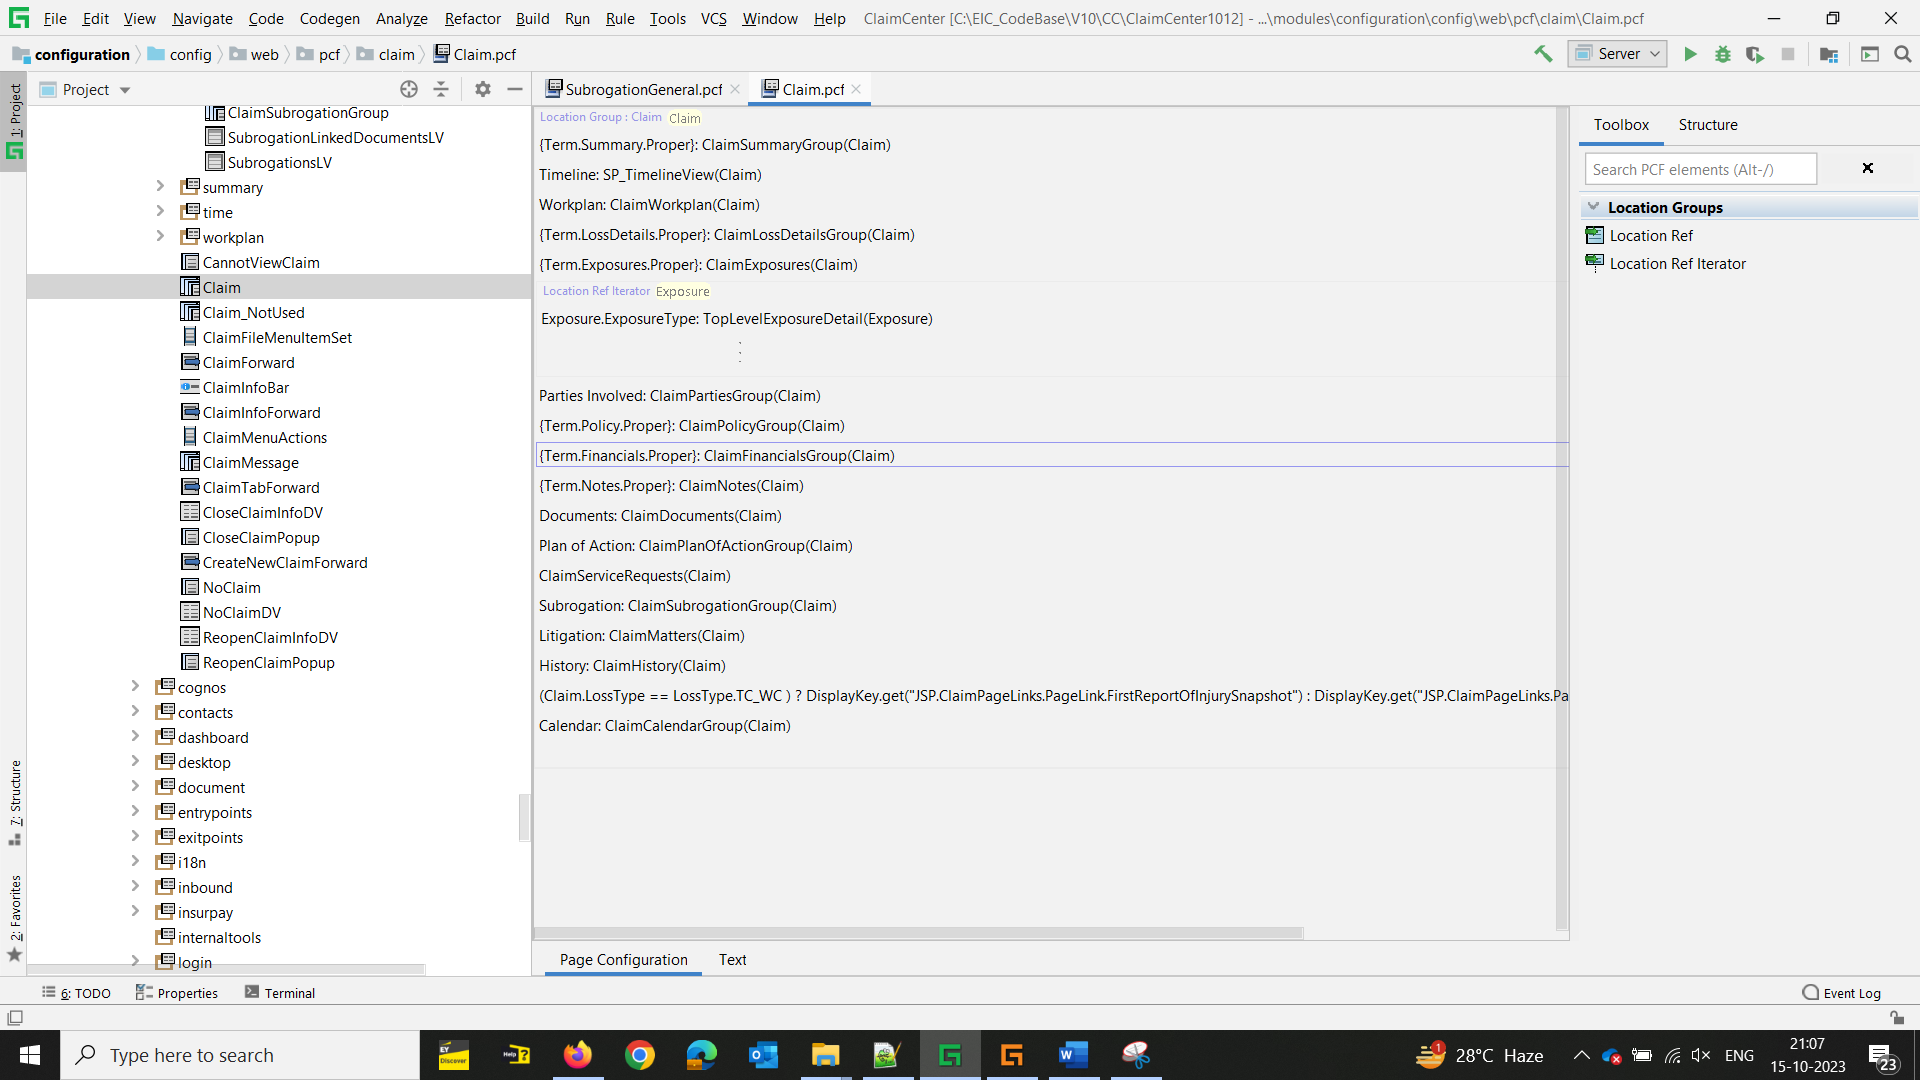 File Edit View Navigate Code Codegen Analyze Refactor Build Run Rule Tools VCS Window Help ClaimCenter [C:\EIC_CodeBase\V10\CC\ClaimCenter1012] - ...\modules\configuration\config\web\pcf\claim\Claim.pcf
configuration config web pcf claim Claim.pcf
Server
1: Project
7: Structure
2: Favorites
Project
ClaimSubrogationGroup
SubrogationLinkedDocumentsLV
SubrogationsLV
summary
time
workplan
CannotViewClaim
Claim
Claim_NotUsed
ClaimFileMenuItemSet
ClaimForward
ClaimInfoBar
ClaimInfoForward
ClaimMenuActions
ClaimMessage
ClaimTabForward
CloseClaimInfoDV
CloseClaimPopup
CreateNewClaimForward
NoClaim
NoClaimDV
ReopenClaimInfoDV
ReopenClaimPopup
cognos
contacts
dashboard
desktop
document
entrypoints
exitpoints
i18n
inbound
insurpay
internaltools
login
SubrogationGeneral.pcf Claim.pcf
Location Group : Claim Claim
{Term.Summary.Proper}: ClaimSummaryGroup(Claim)
Timeline: SP_TimelineView(Claim)
Workplan: ClaimWorkplan(Claim)
{Term.LossDetails.Proper}: ClaimLossDetailsGroup(Claim)
{Term.Exposures.Proper}: ClaimExposures(Claim)
Location Ref Iterator Exposure
Exposure.ExposureType: TopLevelExposureDetail(Exposure)
Parties Involved: ClaimPartiesGroup(Claim)
{Term.Policy.Proper}: ClaimPolicyGroup(Claim)
{Term.Financials.Proper}: ClaimFinancialsGroup(Claim)
{Term.Notes.Proper}: ClaimNotes(Claim)
Documents: ClaimDocuments(Claim)
Plan of Action: ClaimPlanOfActionGroup(Claim)
ClaimServiceRequests(Claim)
Subrogation: ClaimSubrogationGroup(Claim)
Litigation: ClaimMatters(Claim)
History: ClaimHistory(Claim)
(Claim.LossType == LossType.TC_WC ) ? DisplayKey.get("JSP.ClaimPageLinks.PageLink.FirstReportOfInjurySnapshot") : DisplayKey.get("JSP.ClaimPageLinks.Pa
Calendar: ClaimCalendarGroup(Claim)
Page Configuration Text
Toolbox Structure
Search PCF elements (Alt-/)
Location Groups
Location Ref
Location Ref Iterator
6: TODO Properties Terminal Event Log
Type here to search
EY Discover
Help ?
1
28°C Haze
ENG
21:07
15-10-2023
23